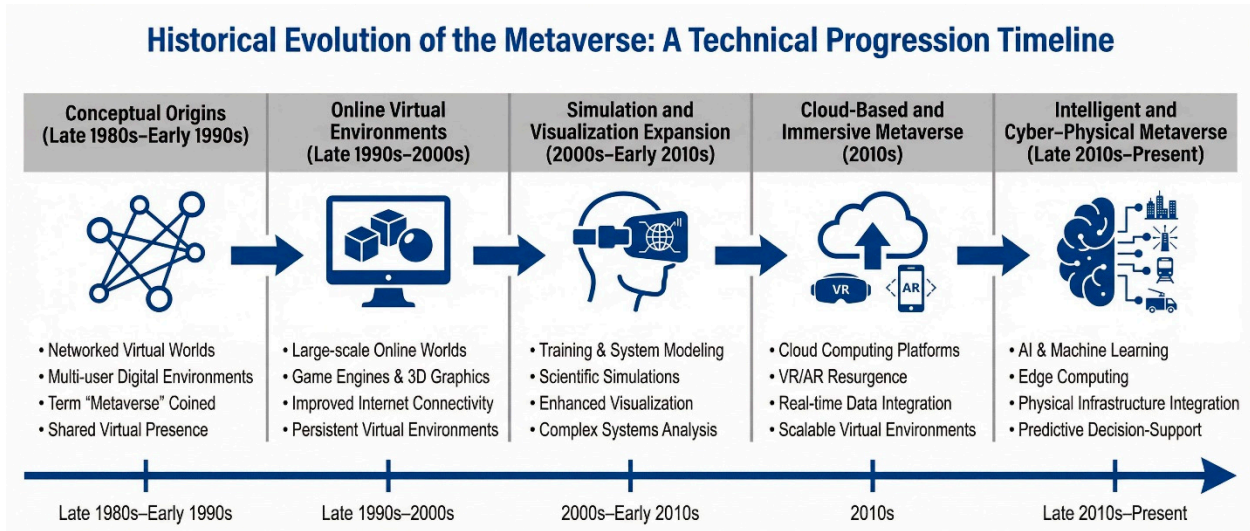 Historical Evolution of the Metaverse: A Technical Progression Timeline
Conceptual Origins
(Late 1980s–Early 1990s)
Online Virtual
Environments
(Late 1990s–2000s)
Simulation and
Visualization Expansion
(2000s–Early 2010s)
Cloud-Based and
Immersive Metaverse
(2010s)
Intelligent and
Cyber–Physical Metaverse
(Late 2010s–Present)
VR
AR
• Networked Virtual Worlds
• Multi-user Digital Environments
• Term “Metaverse” Coined
• Shared Virtual Presence
• Large-scale Online Worlds
• Game Engines & 3D Graphics
• Improved Internet Connectivity
• Persistent Virtual Environments
• Training & System Modeling
• Scientific Simulations
• Enhanced Visualization
• Complex Systems Analysis
• Cloud Computing Platforms
• VR/AR Resurgence
• Real-time Data Integration
• Scalable Virtual Environments
• AI & Machine Learning
• Edge Computing
• Physical Infrastructure Integration
• Predictive Decision-Support
Late 1980s–Early 1990s
Late 1990s–2000s
2000s–Early 2010s
2010s
Late 2010s–Present